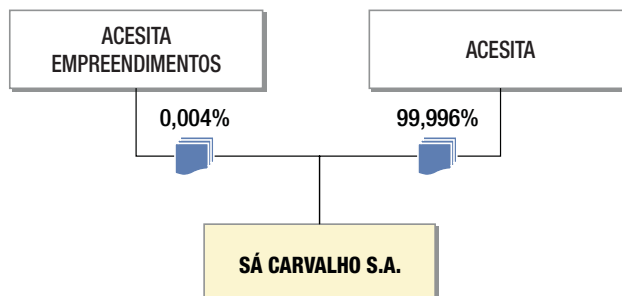 ACESITA
EMPREENDIMENTOS
ACESITA
0,004%
99,996%
SÁ CARVALHO S.A.